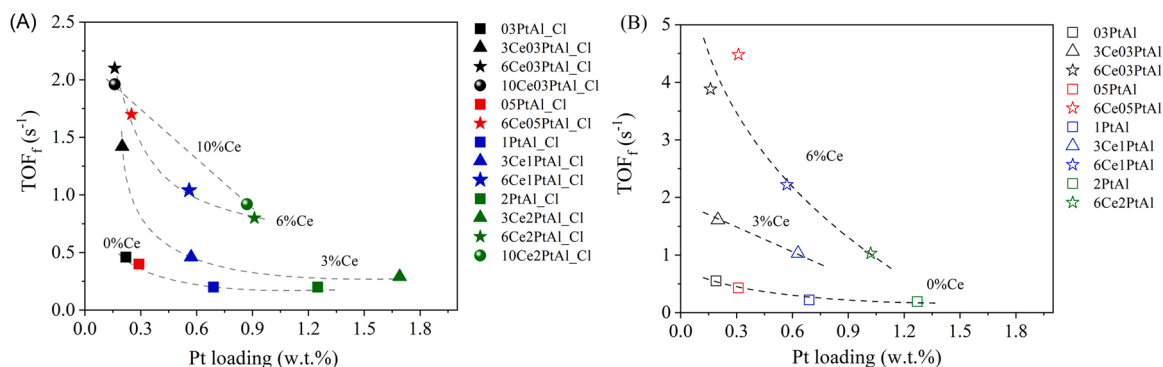 (A)
2.5
2.0
1.5
1.0
0.5
0.0
TOFf (s-1)
0.0 0.3 0.6 0.9 1.2 1.5 1.8
Pt loading (w.t.%)
10%Ce
6%Ce
3%Ce
0%Ce
03PtAl_Cl
3Ce03PtAl_Cl
6Ce03PtAl_Cl
10Ce03PtAl_Cl
05PtAl_Cl
6Ce05PtAl_Cl
1PtAl_Cl
3Ce1PtAl_Cl
6Ce1PtAl_Cl
2PtAl_Cl
3Ce2PtAl_Cl
6Ce2PtAl_Cl
10Ce2PtAl_Cl
(B)
5
4
3
2
1
0
TOFf (s-1)
0.0 0.3 0.6 0.9 1.2 1.5 1.8
Pt loading (w.t.%)
6%Ce
3%Ce
0%Ce
03PtAl
3Ce03PtAl
6Ce03PtAl
05PtAl
6Ce05PtAl
1PtAl
3Ce1PtAl
6Ce1PtAl
2PtAl
6Ce2PtAl